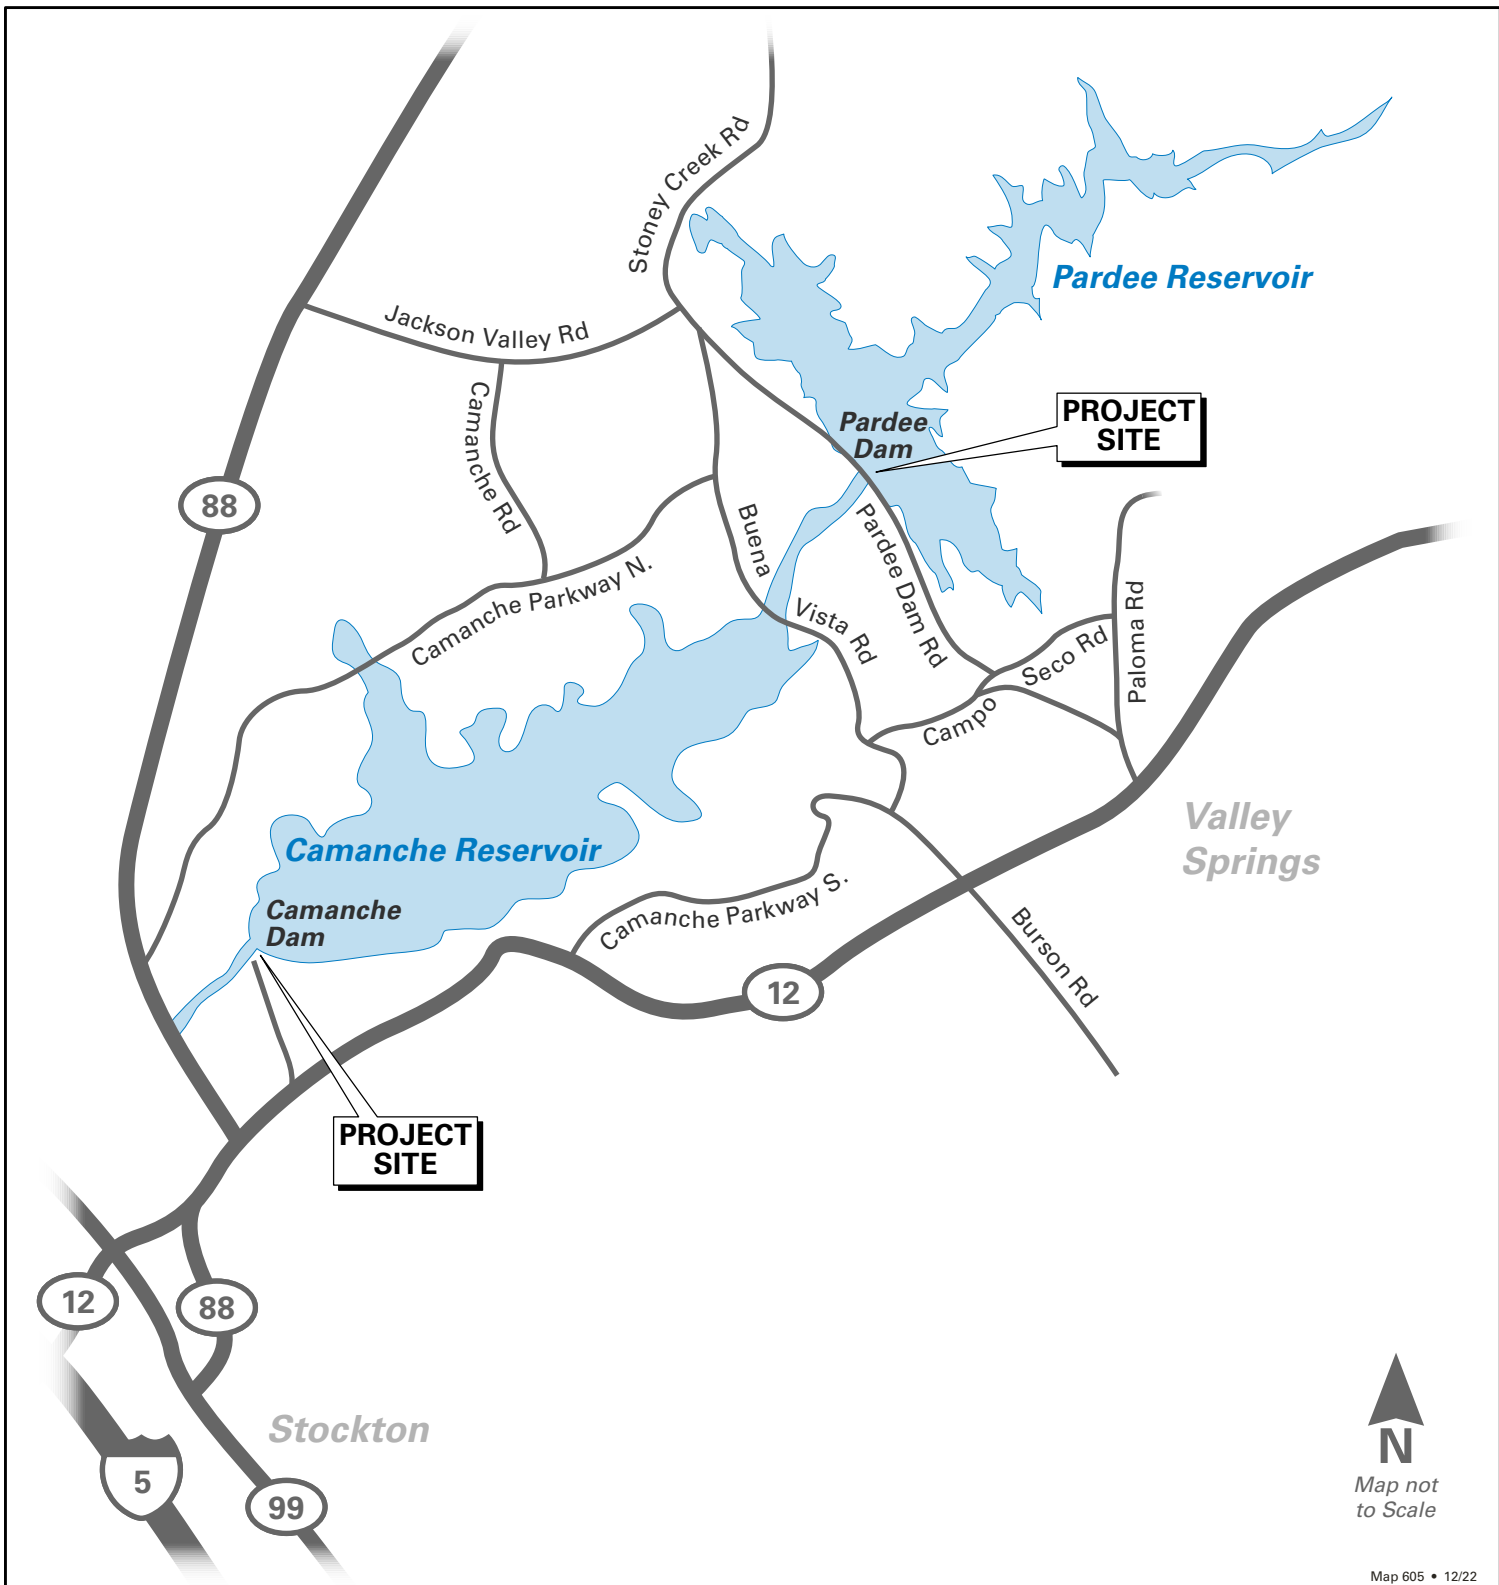 Stoney Creek Rd
Pardee Reservoir
Jackson Valley Rd
Camanche Rd
Pardee
Dam
PROJECT
SITE
88
Buena
Vista Rd
Pardee Dam Rd
Camanche Parkway N.
Seco Rd
Paloma Rd
Campo
Valley
Springs
Camanche Reservoir
Camanche
Dam
Camanche Parkway S.
Burson Rd
12
PROJECT
SITE
12
88
Stockton
5
99
N
Map not
to Scale
Map 605 • 12/22